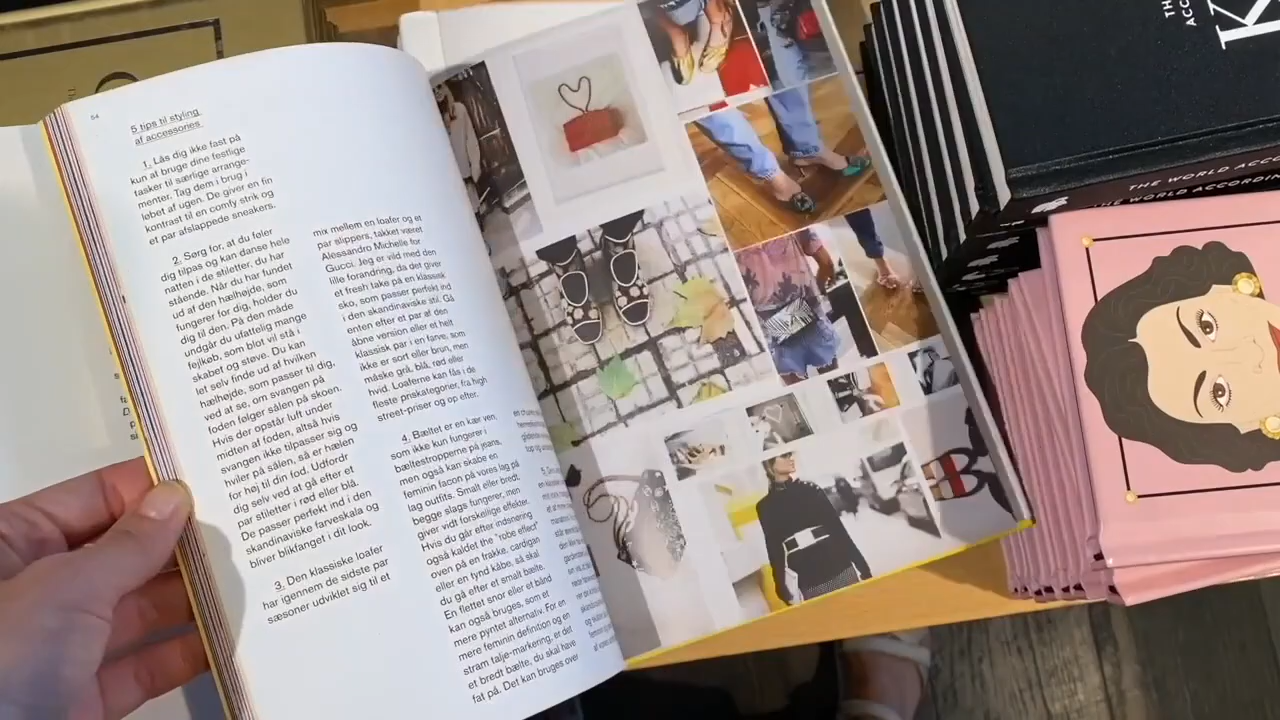 54
5 tips til styling
af accessories
1. Lås dig ikke fast på
kun at bruge dine festlige
tasker til særlige arrange-
menter. Tag dem i brug i
løbet af ugen. De giver en fin
kontrast til en comfy strik og
et par afslappede sneakers.
2. Sørg for, at du føler
dig tilpas og kan danse hele
natten i de stiletter, du har
stående. Når du har fundet
ud af den hælhøjde, som
fungerer for dig, holder du
dig til den. På den måde
undgår du ufattelig mange
fejlkøb, som blot vil stå i
skabet og støve. Du kan
let selv finde ud af hvilken
hælhøjde, som passer til dig,
ved at se, om svangen på
foden følger sålen på skoen.
Hvis der opstår luft under
midten af foden, altså hvis
svangen ikke tilpasser sig og
hviler på sålen, så er hælen
for høj til din fod. Udfordr
dig selv ved at gå efter et
par stiletter i rød eller blå.
De passer perfekt ind i den
skandinaviske farveskala og
bliver blikfanget i dit look.
3. Den klassiske loafer
har igennem de sidste par
sæsoner udviklet sig til et
mix mellem en loafer og et
par slippers, takket været
Alessandro Michelle for
Gucci. Jeg er vild med den
lille forandring, da det giver
et fresh take på en klassisk
sko, som passer perfekt ind
i den skandinaviske stil. Gå
enten efter et par af den
åbne version eller et helt
klassisk par i en farve, som
ikke er sort eller brun, men
måske grå, blå, rød eller
hvid. Loaferne kan fås i de
fleste priskategorier, fra high
street-priser og op efter.
4. Bæltet er en kær ven,
som ikke kun fungerer i
bæltestropperne på jeans,
men også kan skabe en
feminin facon på vores lag på
lag outfits. Smalt eller bredt,
begge slags fungerer, men
giver vidt forskellige effekter.
Hvis du går efter indsnøring
også kaldet the "robe effect"
oven på en frakke, cardigan
eller en tynd kåbe, så skal
du gå efter et smalt bælte.
En flettet snor eller et bånd
kan også bruges, som et
mere pyntet alternativ. For en
mere feminin definition og en
stram talje-markering, er det
et bredt bælte, du skal have
fat på. Det kan bruges over
THE WORLD ACCO
THE WORLD ACCORDIN
TH
ACC
K